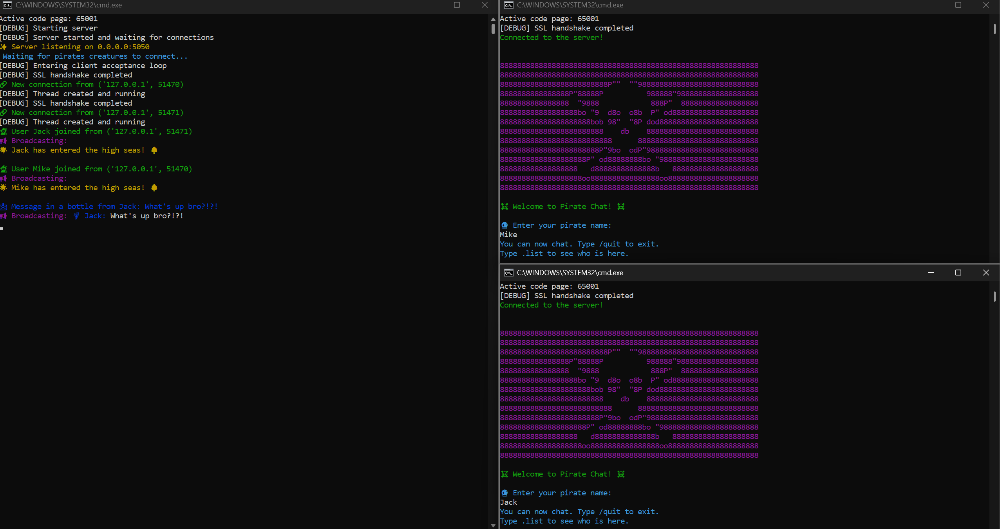 C:\WINDOWS\SYSTEM32\cmd.exe
Active code page: 65001
[DEBUG] Starting server
[DEBUG] Server started and waiting for connections
✨ Server listening on 0.0.0.0:5050
Waiting for pirates creatures to connect...
[DEBUG] Entering client acceptance loop
[DEBUG] SSL handshake completed
🔗 New connection from ('127.0.0.1', 51470)
[DEBUG] Thread created and running
[DEBUG] SSL handshake completed
🔗 New connection from ('127.0.0.1', 51471)
[DEBUG] Thread created and running
User Jack joined from ('127.0.0.1', 51471)
Broadcasting:
Jack has entered the high seas!
User Mike joined from ('127.0.0.1', 51470)
Broadcasting:
Mike has entered the high seas!
Message in a bottle from Jack: What's up bro?!?!
Broadcasting: Jack: What's up bro?!?!
C:\WINDOWS\SYSTEM32\cmd.exe
Active code page: 65001
[DEBUG] SSL handshake completed
Connected to the server!
888888888888888888888888888888888888888888888888888888888888
888888888888888888888888888888888888888888888888888888888888
8888888888888888888888888P""  ""9888888888888888888888888888
8888888888888888P"88888P          988888"9888888888888888888
8888888888888888  "9888            888P"  888888888888888888
888888888888888888bo "9  d8o  o8b  P" od88888888888888888888
888888888888888888888bob 98"  "8P dod88888888888888888888888
888888888888888888888888    db    88888888888888888888888888
88888888888888888888888888      8888888888888888888888888888
88888888888888888888888P"9bo  odP"98888888888888888888888888
88888888888888888888P" od88888888bo "98888888888888888888888
888888888888888888   d88888888888888b   88888888888888888888
8888888888888888888oo8888888888888888oo888888888888888888888
888888888888888888888888888888888888888888888888888888888888
Welcome to Pirate Chat!
Enter your pirate name:
Mike
You can now chat. Type /quit to exit.
Type .list to see who is here.
C:\WINDOWS\SYSTEM32\cmd.exe
Active code page: 65001
[DEBUG] SSL handshake completed
Connected to the server!
888888888888888888888888888888888888888888888888888888888888
888888888888888888888888888888888888888888888888888888888888
8888888888888888888888888P""  ""9888888888888888888888888888
8888888888888888P"88888P          988888"9888888888888888888
8888888888888888  "9888            888P"  888888888888888888
888888888888888888bo "9  d8o  o8b  P" od88888888888888888888
888888888888888888888bob 98"  "8P dod88888888888888888888888
888888888888888888888888    db    88888888888888888888888888
88888888888888888888888888      8888888888888888888888888888
88888888888888888888888P"9bo  odP"98888888888888888888888888
88888888888888888888P" od88888888bo "98888888888888888888888
888888888888888888   d88888888888888b   88888888888888888888
8888888888888888888oo8888888888888888oo888888888888888888888
888888888888888888888888888888888888888888888888888888888888
Welcome to Pirate Chat!
Enter your pirate name:
Jack
You can now chat. Type /quit to exit.
Type .list to see who is here.